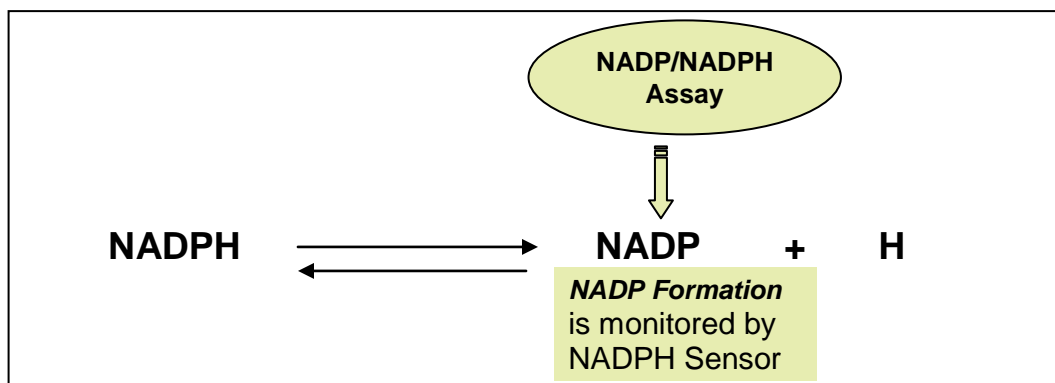 NADP/NADPH
Assay
NADPH NADP + H
NADP Formation
is monitored by
NADPH Sensor